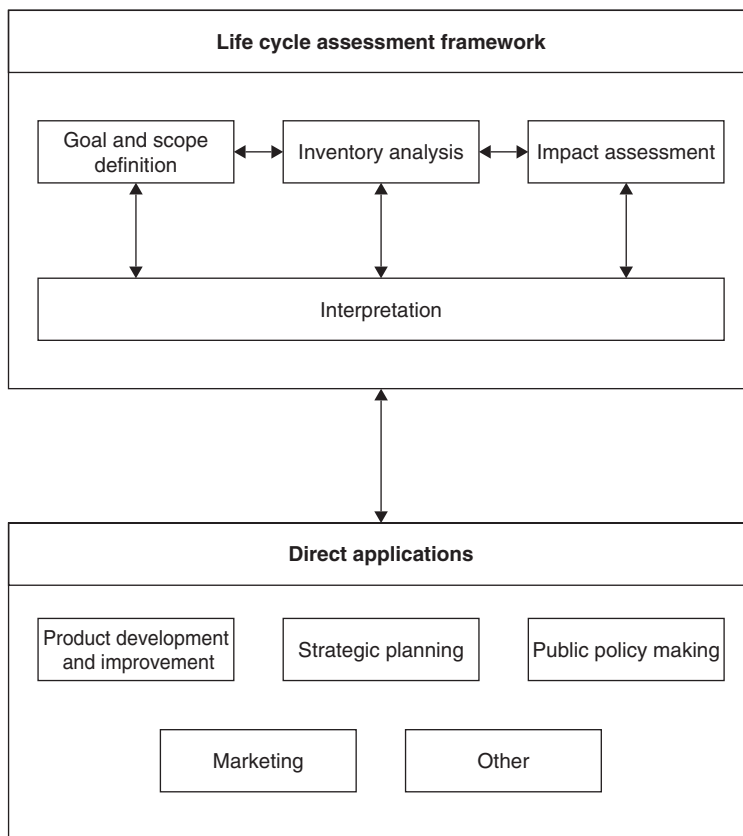 Life cycle assessment framework
Goal and scope
definition
Inventory analysis
Impact assessment
Interpretation
Direct applications
Product development
and improvement
Strategic planning
Public policy making
Marketing
Other